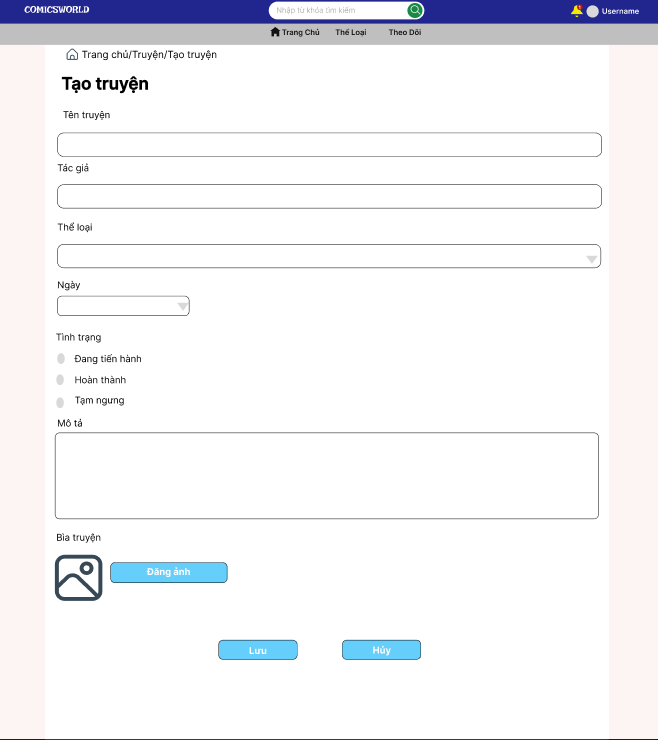 COMICSWORLD
Nhập từ khóa tìm kiếm
Username
Trang Chủ Thể Loại Theo Dõi
Trang chủ/Truyện/Tạo truyện
Tạo truyện
Tên truyện
Tác giả
Thể loại
Ngày
Tình trạng
Đang tiến hành
Hoàn thành
Tạm ngưng
Mô tả
Bìa truyện
Đăng ảnh
Lưu Hủy